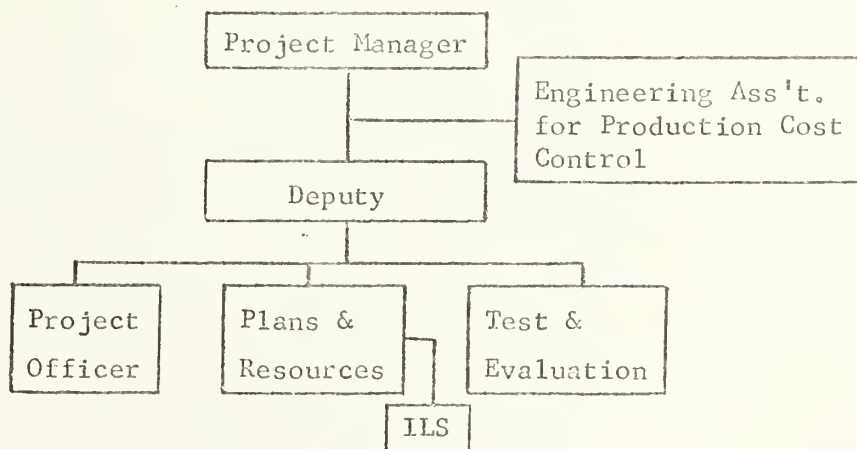 Project Manager
Engineering Ass't.
for Production Cost
Control
Deputy
Project
Officer
Plans &
Resources
Test &
Evaluation
ILS